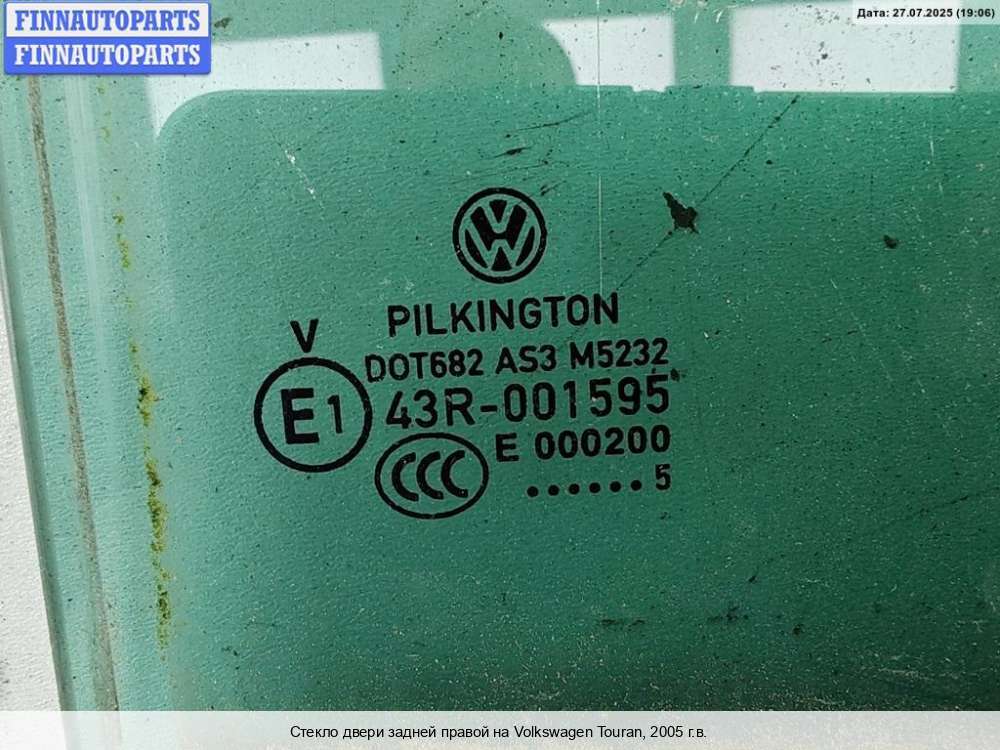 FINNAUTOPARTS
FINNAUTOPARTS
Дата: 27.07.2025 (19:06)
PILKINGTON
V
DOT682 AS3 M5232
E1 43R-001595
CCC E 000200
......5
Стекло двери задней правой на Volkswagen Touran, 2005 г.в.